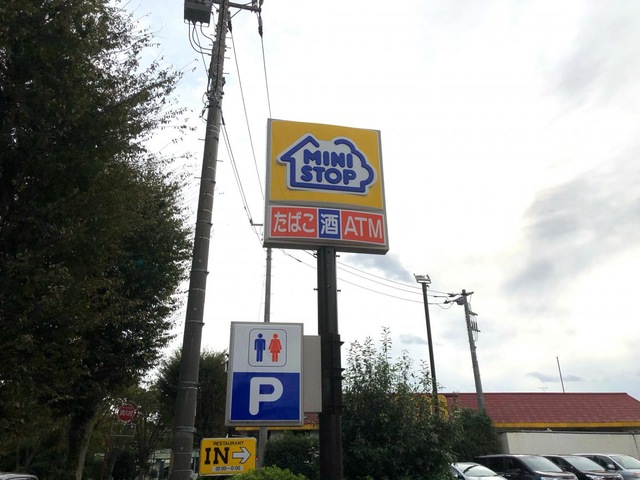 MINI
STOP
たばこ 酒 ATM
P
RESTAURANT
IN